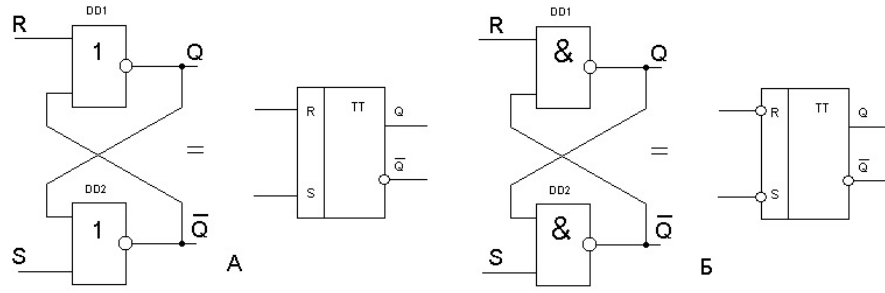 DD1
R
1
Q
DD2
1
S
Q̅
А
=
R
TT
S
Q
Q̅
DD1
R
&
Q
DD2
&
S
Q̅
Б
=
R
TT
S
Q
Q̅